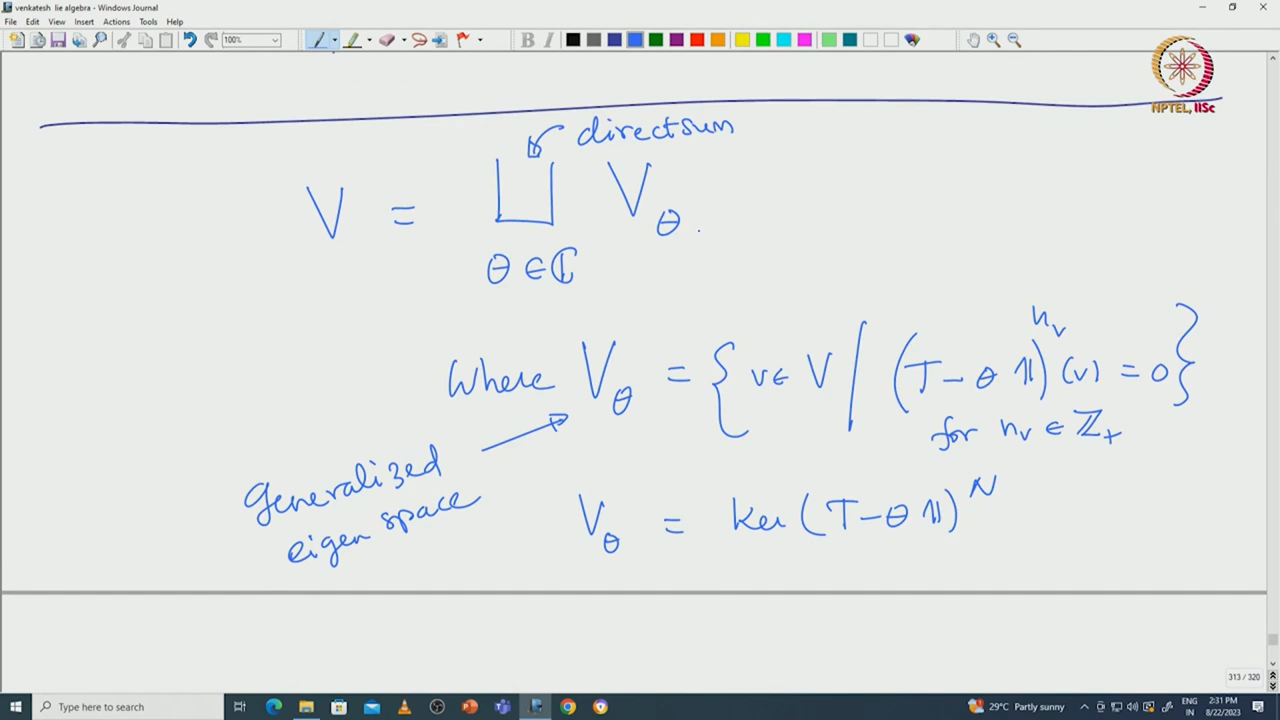 venkatesh lie algebra - Windows Journal
File Edit View Insert Actions Tools Help
100%
B I
NPTEL, IISc
directsum
V = ⨆ V_θ
θ ∈ ℂ
Where V_θ = { v ∈ V / (T - θ 𝟙)^{n_v} (v) = 0 }
for n_v ∈ ℤ_+
Generalized
eigen space
V_θ = ker (T - θ 𝟙)^N
313 / 320
Type here to search
29°C Partly sunny
ENG
IN
2:31 PM
8/22/2023